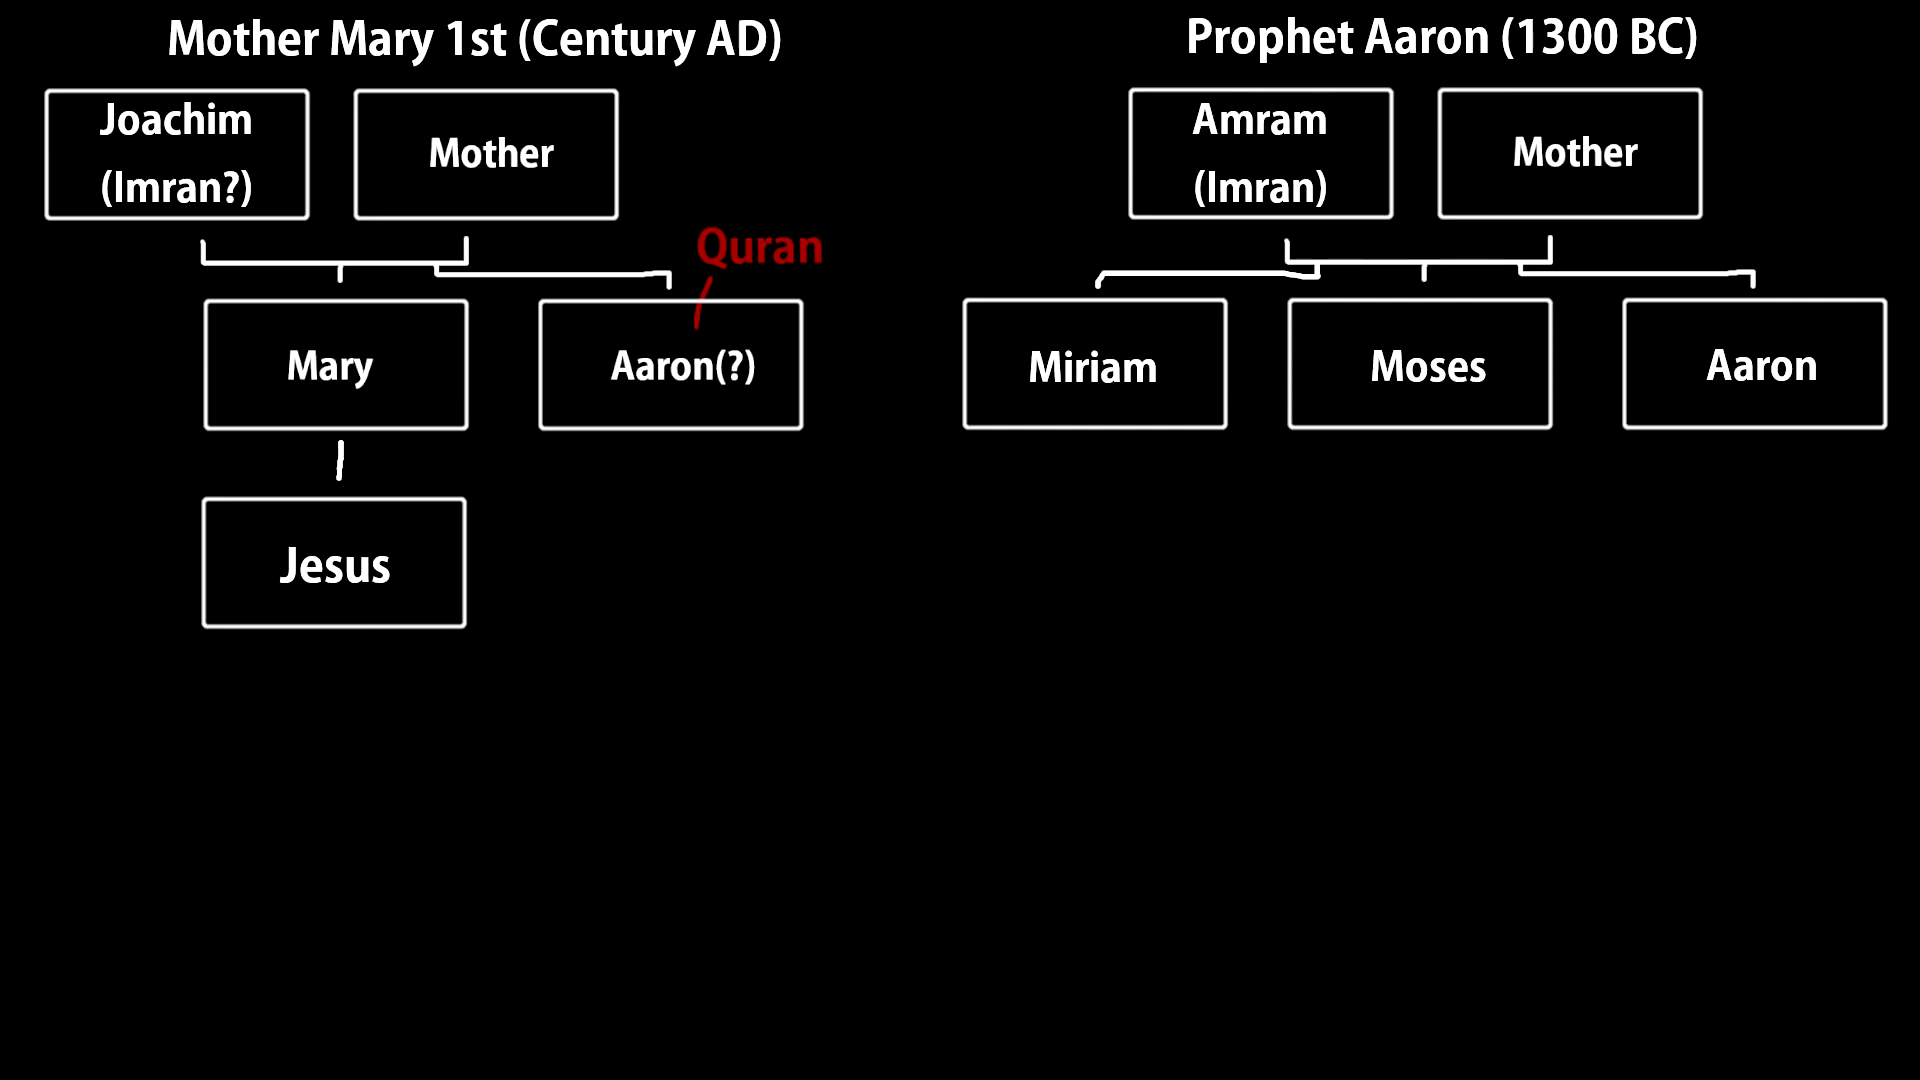 Mother Mary 1st (Century AD)
Joachim
(Imran?)
Mother
Quran
Mary
Aaron(?)
Jesus
Prophet Aaron (1300 BC)
Amram
(Imran)
Mother
Miriam
Moses
Aaron